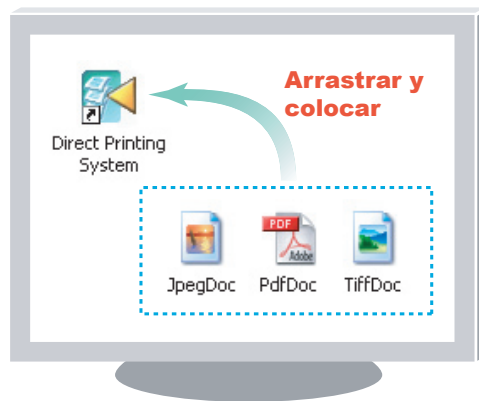 Arrastrar y
colocar
Direct Printing
System
PDF
Adobe
JpegDoc PdfDoc TiffDoc